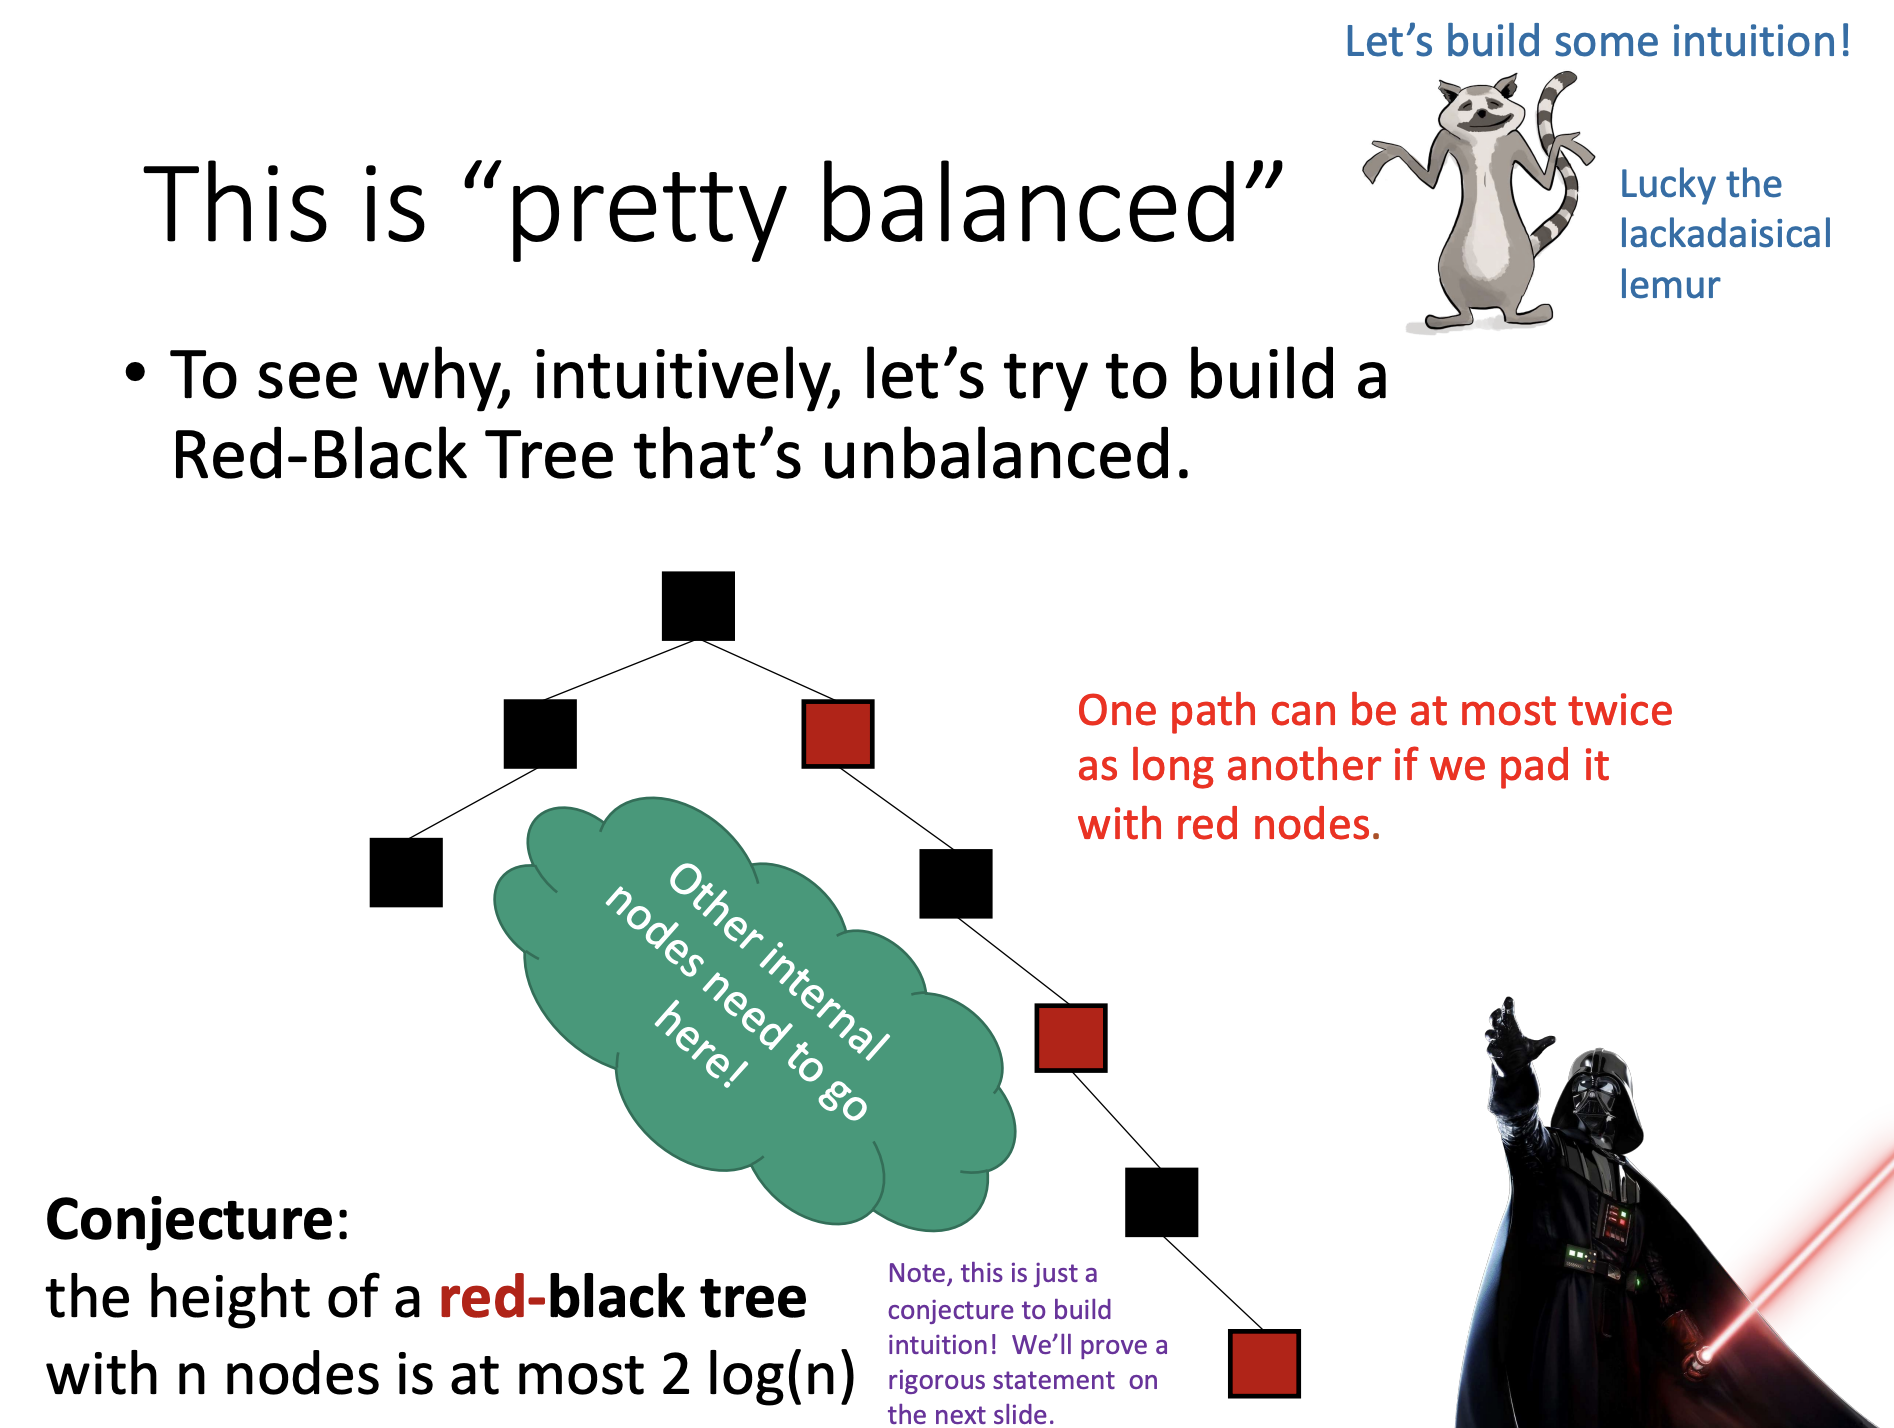 Let's build some intuition!
This is “pretty balanced”
Lucky the
lackadaisical
lemur
• To see why, intuitively, let's try to build a
Red-Black Tree that's unbalanced.
One path can be at most twice
as long another if we pad it
with red nodes.
Other internal
nodes need to go
here!
Conjecture:
the height of a red-black tree
with n nodes is at most 2 log(n)
Note, this is just a
conjecture to build
intuition! We'll prove a
rigorous statement on
the next slide.